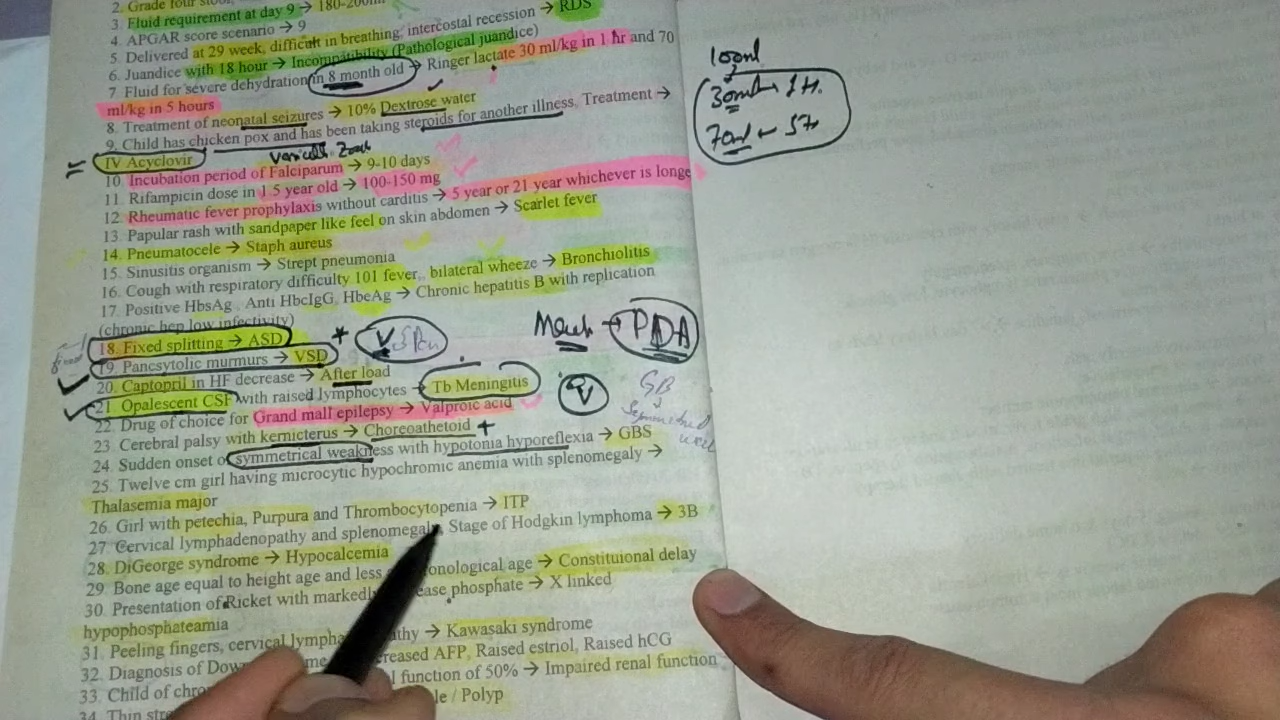 2. Grade four stool,
3. Fluid requirement at day 9 → 180-200ml
4. APGAR score scenario → 9
5. Delivered at 29 week, difficult in breathing, intercostal recession → RDS
6. Juandice with 18 hour → Incompatibility (Pathological juandice)
7. Fluid for severe dehydration in 8 month old → Ringer lactate 30 ml/kg in 1 hr and 70
ml/kg in 5 hours
8. Treatment of neonatal seizures → 10% Dextrose water
9. Child has chicken pox and has been taking steroids for another illness, Treatment →
IV Acyclovir
10. Incubation period of Falciparum → 9-10 days
11. Rifampicin dose in 1.5 year old → 100-150 mg
12. Rheumatic fever prophylaxis without carditis → 5 year or 21 year whichever is longe
13. Papular rash with sandpaper like feel on skin abdomen → Scarlet fever
14. Pneumatocele → Staph aureus
15. Sinusitis organism → Strept pneumonia
16. Cough with respiratory difficulty 101 fever,, bilateral wheeze → Bronchiolitis
17. Positive HbsAg , Anti HbcIgG, HbeAg → Chronic hepatitis B with replication
(chronic hep low infectivity)
18. Fixed splitting → ASD
19. Pancsytolic murmurs → VSD
20. Captopril in HF decrease → After load
21 Opalescent CSF with raised lymphocytes → Tb Meningitis
22. Drug of choice for Grand mall epilepsy → Valproic acid
23. Cerebral palsy with kernicterus → Choreoathetoid +
24. Sudden onset of symmetrical weakness with hypotonia hyporeflexia → GBS
25. Twelve cm girl having microcytic hypochromic anemia with splenomegaly →
Thalasemia major
26. Girl with petechia, Purpura and Thrombocytopenia → ITP
27. Cervical lymphadenopathy and splenomegaly, Stage of Hodgkin lymphoma → 3B
28. DiGeorge syndrome → Hypocalcemia
29. Bone age equal to height age and less onological age → Constituional delay
30. Presentation of Ricket with markedl ease phosphate → X linked
hypophosphateamia
31. Peeling fingers, cervical lympha athy → Kawasaki syndrome
32. Diagnosis of Dow me creased AFP, Raised estriol, Raised hCG
33. Child of chro l function of 50% → Impaired renal function
34. Thin str le / Polyp
100ml
30ml 1H.
70ml 5H
PDA
V
GB